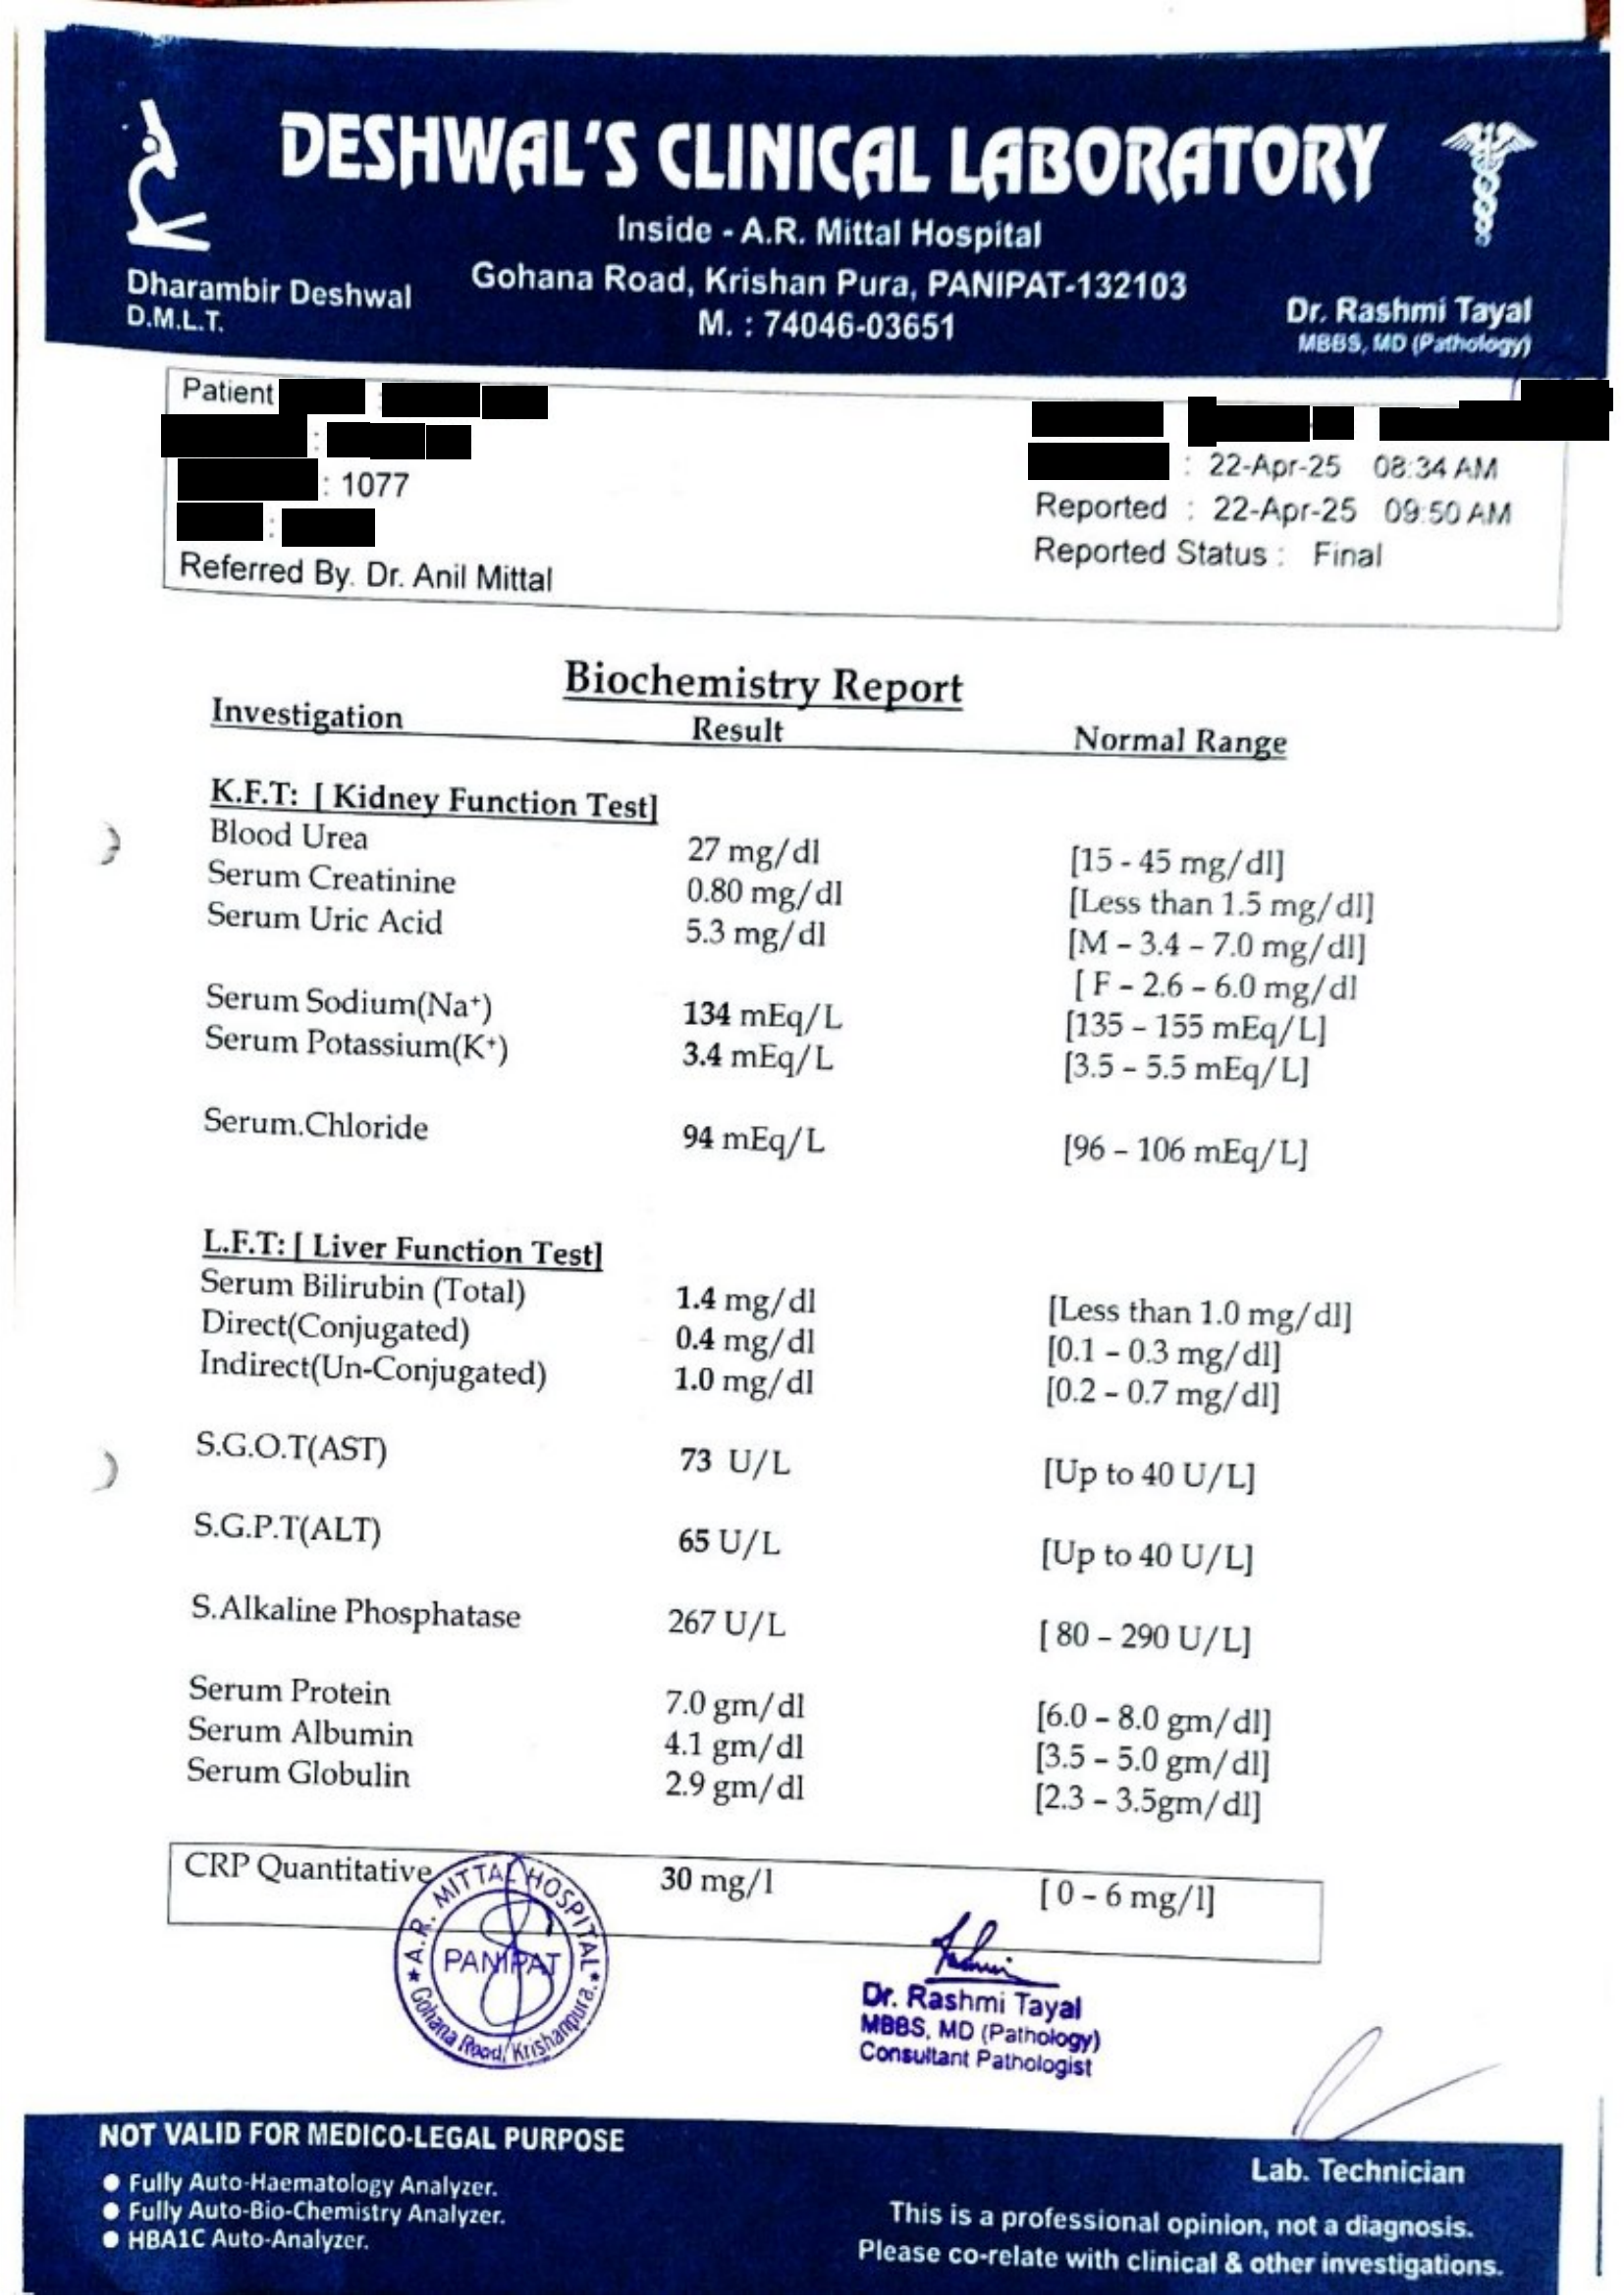 DESHWAL'S CLINICAL LABORATORY
Inside - A.R. Mittal Hospital
Gohana Road, Krishan Pura, PANIPAT-132103
M. : 74046-03651
Dharambir Deshwal
D.M.L.T.
Dr. Rashmi Tayal
MBBS, MD (Pathology)
Patient
: 1077
Referred By. Dr. Anil Mittal
: 22-Apr-25 08:34 AM
Reported : 22-Apr-25 09:50 AM
Reported Status : Final
Biochemistry Report
Investigation Result Normal Range
K.F.T: [ Kidney Function Test]
Blood Urea 27 mg/dl [15 - 45 mg/dl]
Serum Creatinine 0.80 mg/dl [Less than 1.5 mg/dl]
Serum Uric Acid 5.3 mg/dl [M – 3.4 – 7.0 mg/dl]
[ F – 2.6 – 6.0 mg/dl
Serum Sodium(Na⁺) 134 mEq/L [135 – 155 mEq/L]
Serum Potassium(K⁺) 3.4 mEq/L [3.5 – 5.5 mEq/L]
Serum.Chloride 94 mEq/L [96 – 106 mEq/L]
L.F.T: [ Liver Function Test]
Serum Bilirubin (Total) 1.4 mg/dl [Less than 1.0 mg/dl]
Direct(Conjugated) 0.4 mg/dl [0.1 – 0.3 mg/dl]
Indirect(Un-Conjugated) 1.0 mg/dl [0.2 – 0.7 mg/dl]
S.G.O.T(AST) 73 U/L [Up to 40 U/L]
S.G.P.T(ALT) 65 U/L [Up to 40 U/L]
S.Alkaline Phosphatase 267 U/L [ 80 – 290 U/L]
Serum Protein 7.0 gm/dl [6.0 – 8.0 gm/dl]
Serum Albumin 4.1 gm/dl [3.5 – 5.0 gm/dl]
Serum Globulin 2.9 gm/dl [2.3 – 3.5gm/dl]
CRP Quantitative 30 mg/l [ 0 – 6 mg/l]
A.R. MITTAL HOSPITAL
PANIPAT
Gohana Road, Krishanpura.
Dr. Rashmi Tayal
MBBS, MD (Pathology)
Consultant Pathologist
NOT VALID FOR MEDICO-LEGAL PURPOSE
● Fully Auto-Haematology Analyzer.
● Fully Auto-Bio-Chemistry Analyzer.
● HBA1C Auto-Analyzer.
Lab. Technician
This is a professional opinion, not a diagnosis.
Please co-relate with clinical & other investigations.